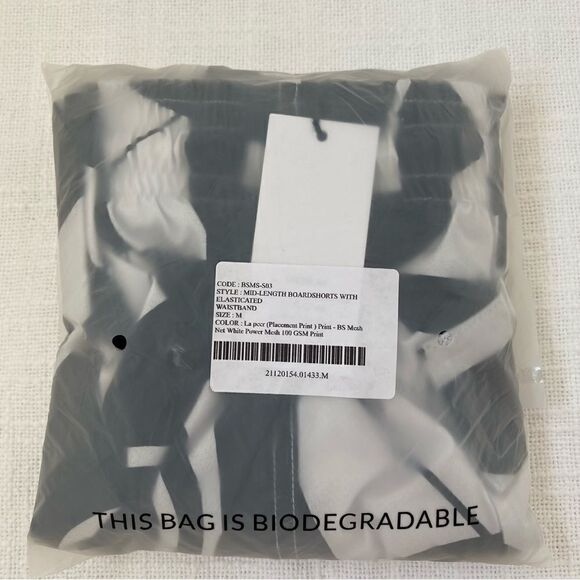 CODE : BSMS-S03
STYLE : MID-LENGTH BOARDSHORTS WITH
ELASTICATED
WAISTBAND
SIZE : M
COLOR : La peer (Placement Print ) Print - BS Mesh
Net White Power Mesh 100 GSM Print
21120154.01433.M
THIS BAG IS BIODEGRADABLE